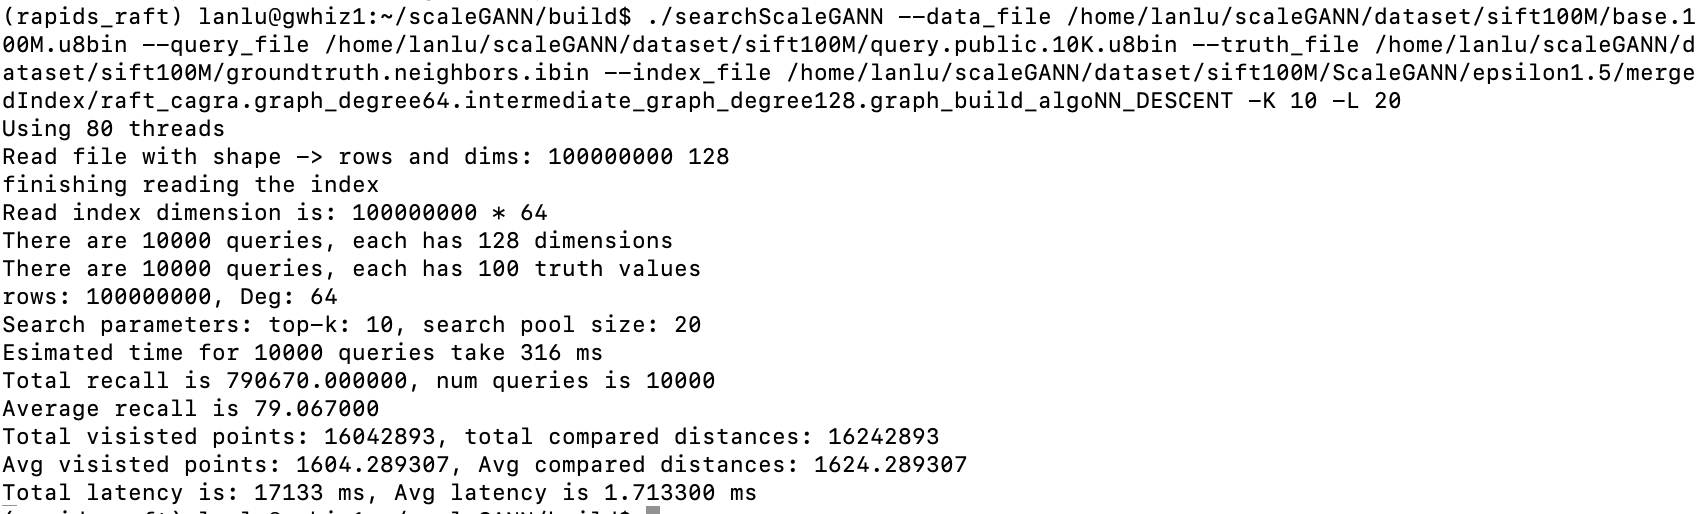 (rapids_raft) lanlu@gwhiz1:~/scaleGANN/build$ ./searchScaleGANN --data_file /home/lanlu/scaleGANN/dataset/sift100M/base.1
00M.u8bin --query_file /home/lanlu/scaleGANN/dataset/sift100M/query.public.10K.u8bin --truth_file /home/lanlu/scaleGANN/d
ataset/sift100M/groundtruth.neighbors.ibin --index_file /home/lanlu/scaleGANN/dataset/sift100M/ScaleGANN/epsilon1.5/merge
dIndex/raft_cagra.graph_degree64.intermediate_graph_degree128.graph_build_algoNN_DESCENT -K 10 -L 20
Using 80 threads
Read file with shape -> rows and dims: 100000000 128
finishing reading the index
Read index dimension is: 100000000 * 64
There are 10000 queries, each has 128 dimensions
There are 10000 queries, each has 100 truth values
rows: 100000000, Deg: 64
Search parameters: top-k: 10, search pool size: 20
Esimated time for 10000 queries take 316 ms
Total recall is 790670.000000, num queries is 10000
Average recall is 79.067000
Total visisted points: 16042893, total compared distances: 16242893
Avg visisted points: 1604.289307, Avg compared distances: 1624.289307
Total latency is: 17133 ms, Avg latency is 1.713300 ms